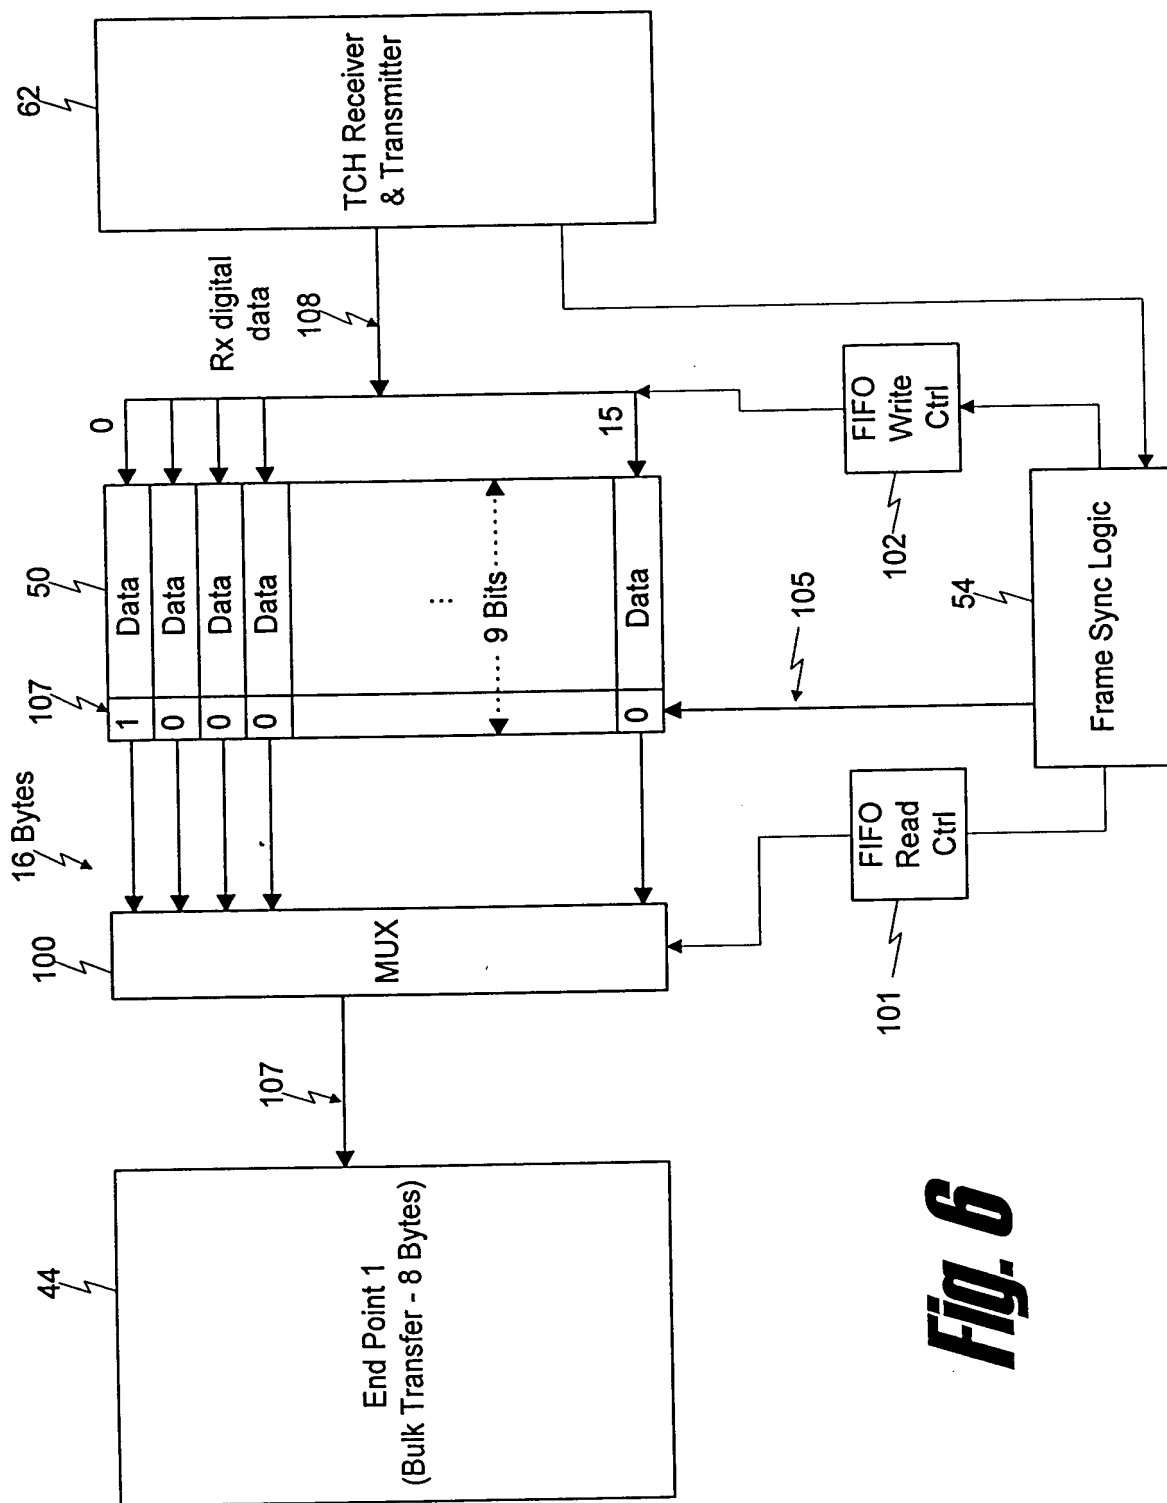 44
End Point 1
(Bulk Transfer - 8 Bytes)
107
100
MUX
16 Bytes
107
50
1
Data
0
Data
0
Data
0
Data
...
9 Bits
0
Data
0
15
Rx digital
data
108
62
TCH Receiver
& Transmitter
101
FIFO
Read
Ctrl
105
102
FIFO
Write
Ctrl
54
Frame Sync Logic
Fig. 6